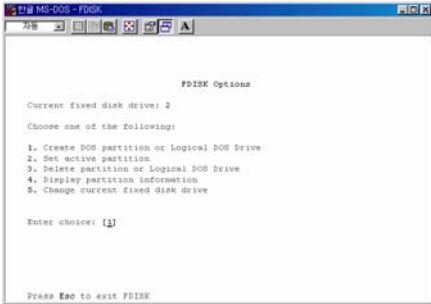 한글 MS-DOS - FDISK
자동
A
FDISK Options
Current fixed disk drive: 2
Choose one of the following:
1. Create DOS partition or Logical DOS Drive
2. Set active partition
3. Delete partition or Logical DOS Drive
4. Display partition information
5. Change current fixed disk drive
Enter choice: [1]
Press Esc to exit FDISK